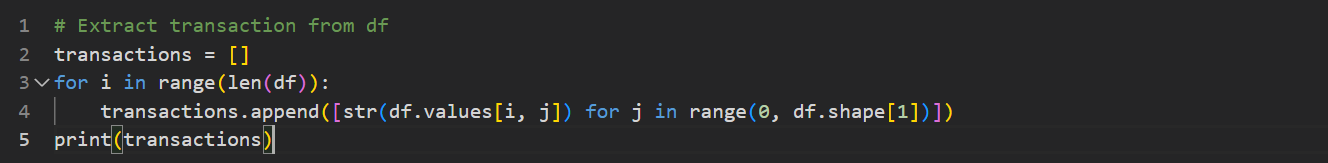 1 # Extract transaction from df
2 transactions = []
3 for i in range(len(df)):
4     transactions.append([str(df.values[i, j]) for j in range(0, df.shape[1])])
5 print(transactions)